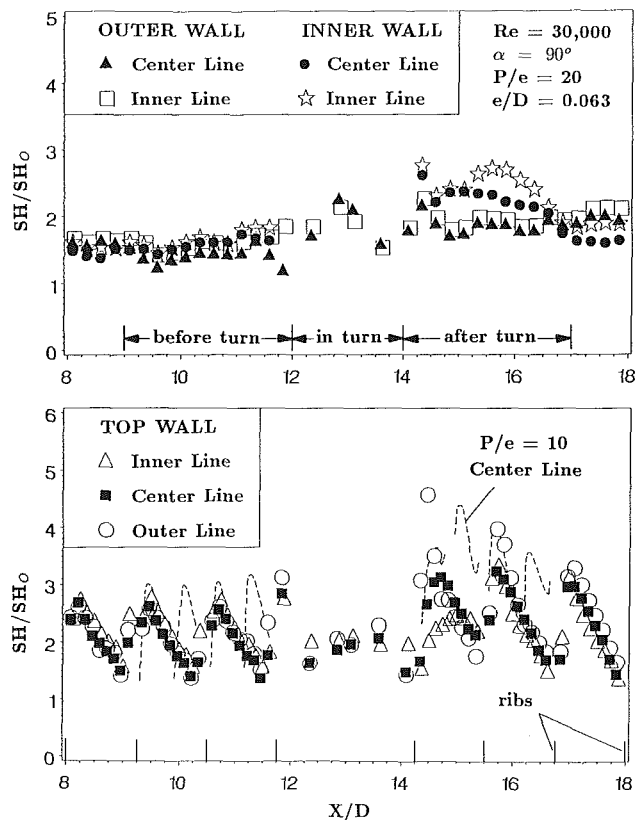 OUTER WALL INNER WALL
▲ Center Line ● Center Line
□ Inner Line ☆ Inner Line
Re = 30,000
α = 90°
P/e = 20
e/D = 0.063
5
4
3
2
1
0
SH/SH_O
before turn in turn after turn
8 10 12 14 16 18
TOP WALL
△ Inner Line
■ Center Line
○ Outer Line
P/e = 10
Center Line
6
5
4
3
2
1
0
SH/SH_O
ribs
8 10 12 14 16 18
X/D